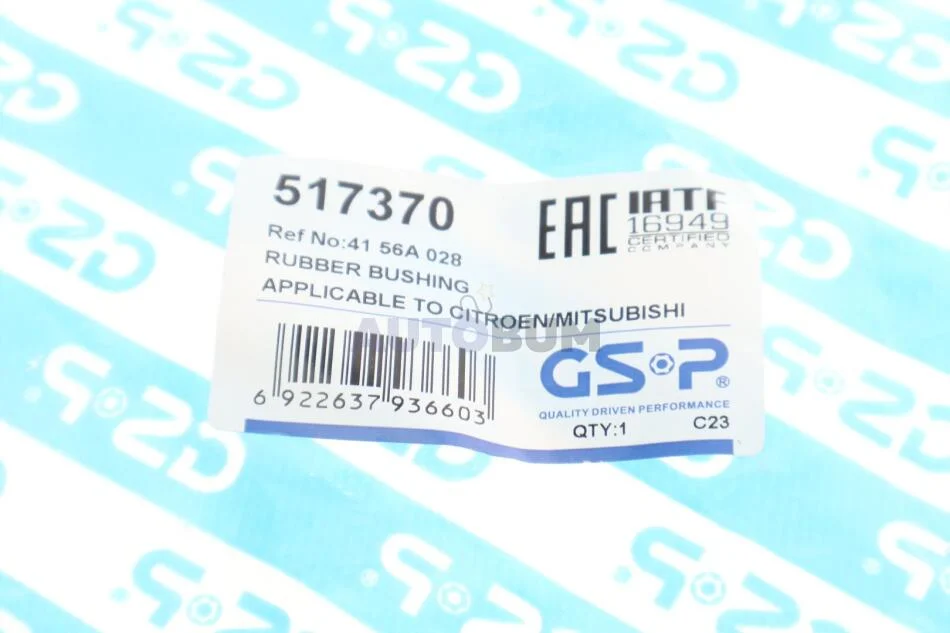 517370
Ref No:41 56A 028
RUBBER BUSHING
APPLICABLE TO CITROEN/MITSUBISHI
6 922637 936603
EAC
IATF
16949
CERTIFIED
COMPANY
GSP®
QUALITY DRIVEN PERFORMANCE
QTY:1
C23
AUTOBUM